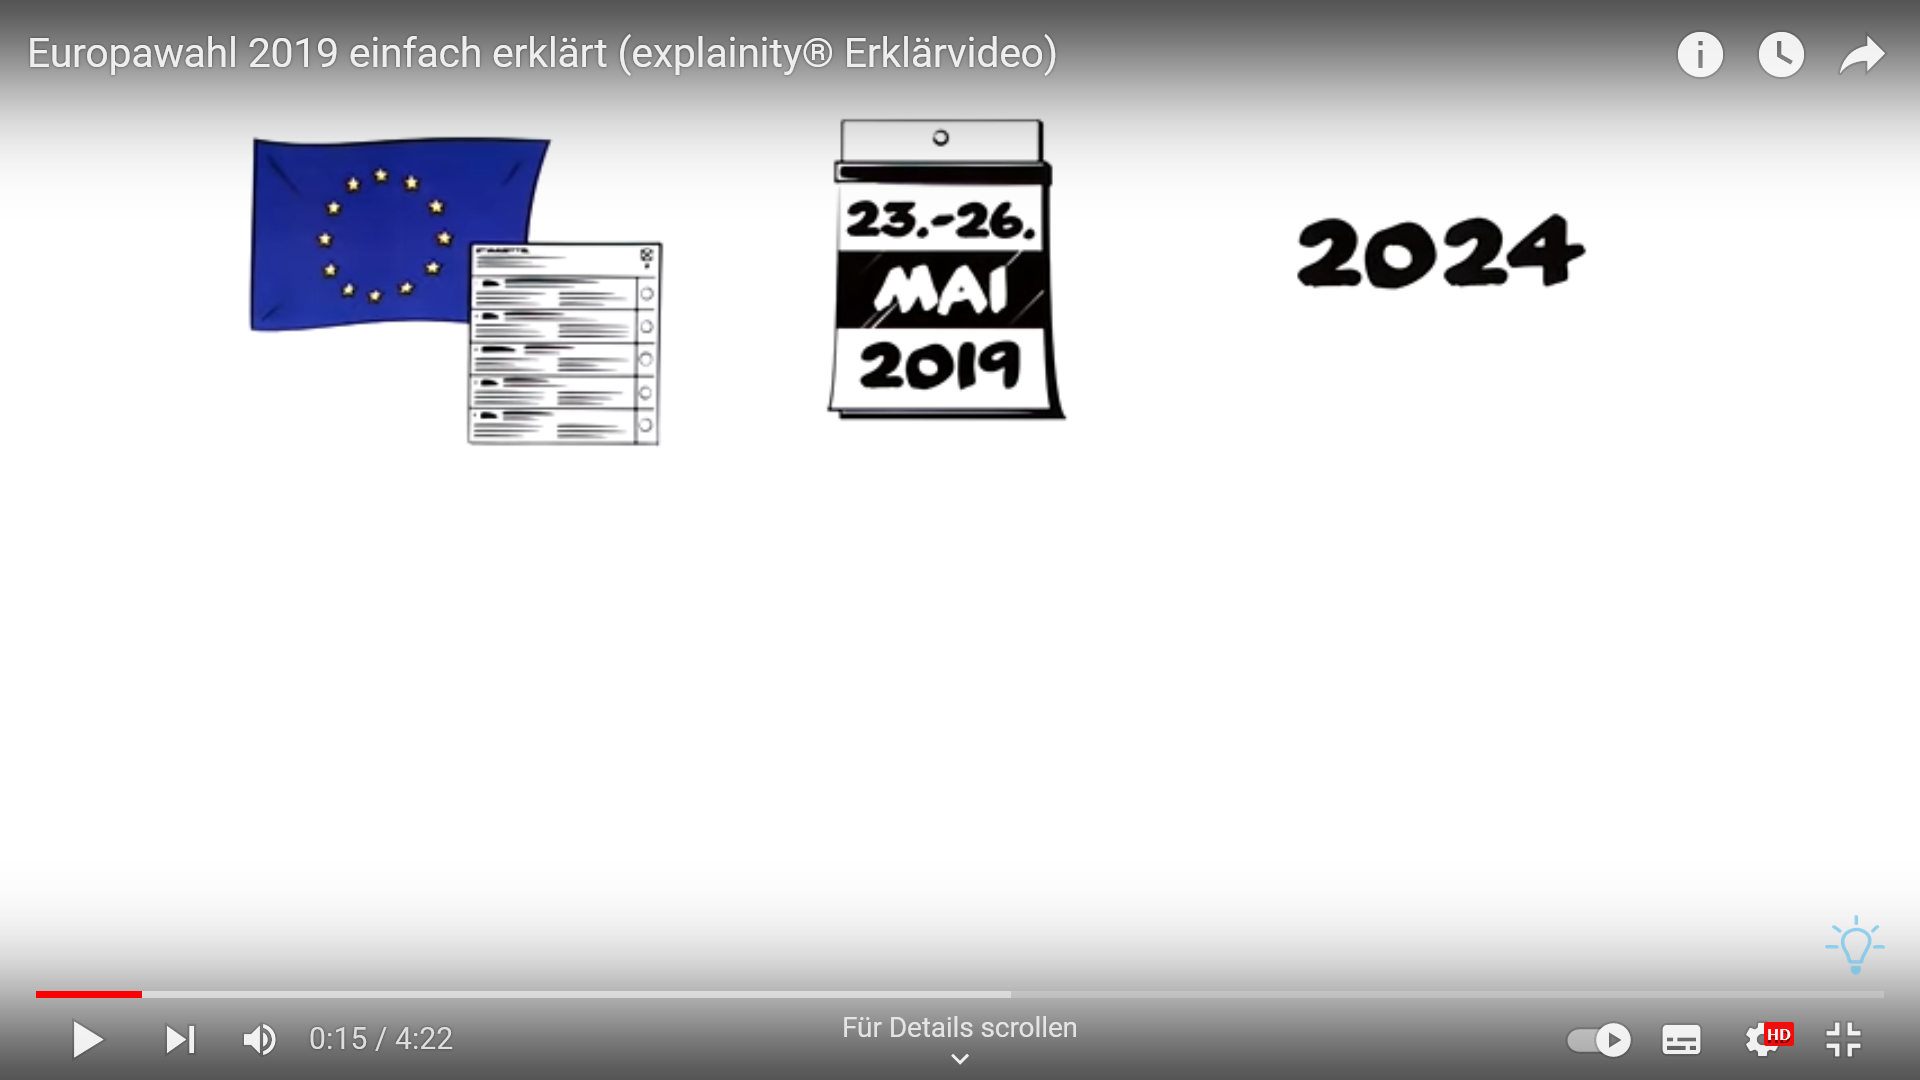 Europawahl 2019 einfach erklärt (explainity® Erklärvideo)
23.-26.
MAI
2019
2024
Für Details scrollen
0:15 / 4:22
HD